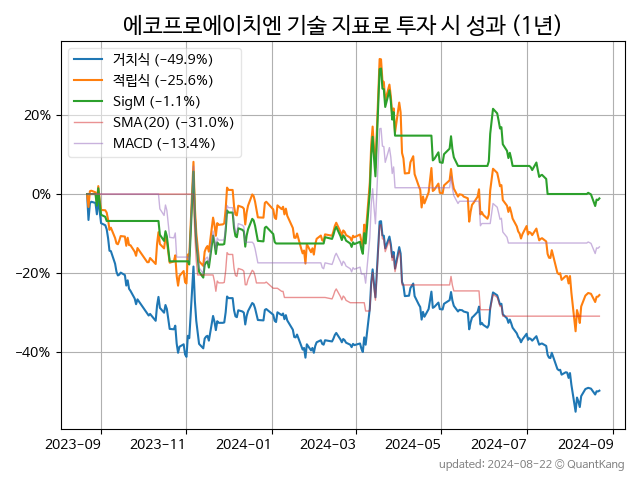 에코프로에이치엔 기술 지표로 투자 시 성과 (1년)
거치식 (−49.9%)
적립식 (−25.6%)
SigM (−1.1%)
SMA(20) (−31.0%)
MACD (−13.4%)
20%
0%
−20%
−40%
2023-09 2023-11 2024-01 2024-03 2024-05 2024-07 2024-09
updated: 2024-08-22 © QuantKang